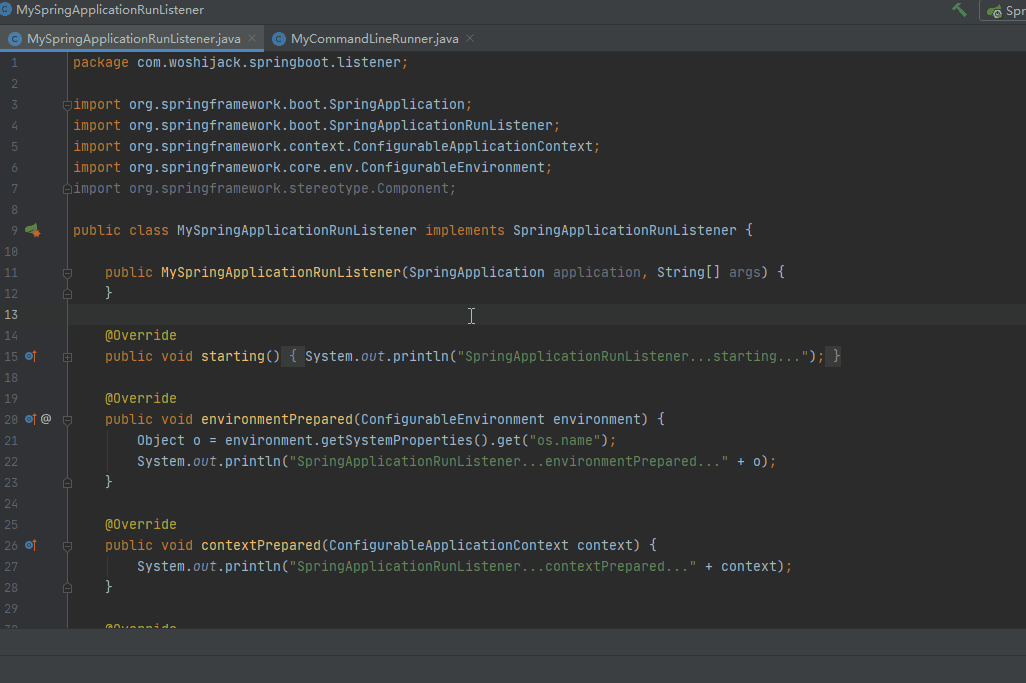 MySpringApplicationRunListener
Spr
MySpringApplicationRunListener.java
MyCommandLineRunner.java
1 package com.woshijack.springboot.listener;
2
3 import org.springframework.boot.SpringApplication;
4 import org.springframework.boot.SpringApplicationRunListener;
5 import org.springframework.context.ConfigurableApplicationContext;
6 import org.springframework.core.env.ConfigurableEnvironment;
7 import org.springframework.stereotype.Component;
8
9 public class MySpringApplicationRunListener implements SpringApplicationRunListener {
10
11 public MySpringApplicationRunListener(SpringApplication application, String[] args) {
12 }
13
14 @Override
15 public void starting() { System.out.println("SpringApplicationRunListener...starting..."); }
18
19 @Override
20 @ public void environmentPrepared(ConfigurableEnvironment environment) {
21 Object o = environment.getSystemProperties().get("os.name");
22 System.out.println("SpringApplicationRunListener...environmentPrepared..." + o);
23 }
24
25 @Override
26 public void contextPrepared(ConfigurableApplicationContext context) {
27 System.out.println("SpringApplicationRunListener...contextPrepared..." + context);
28 }
29
30 @Override